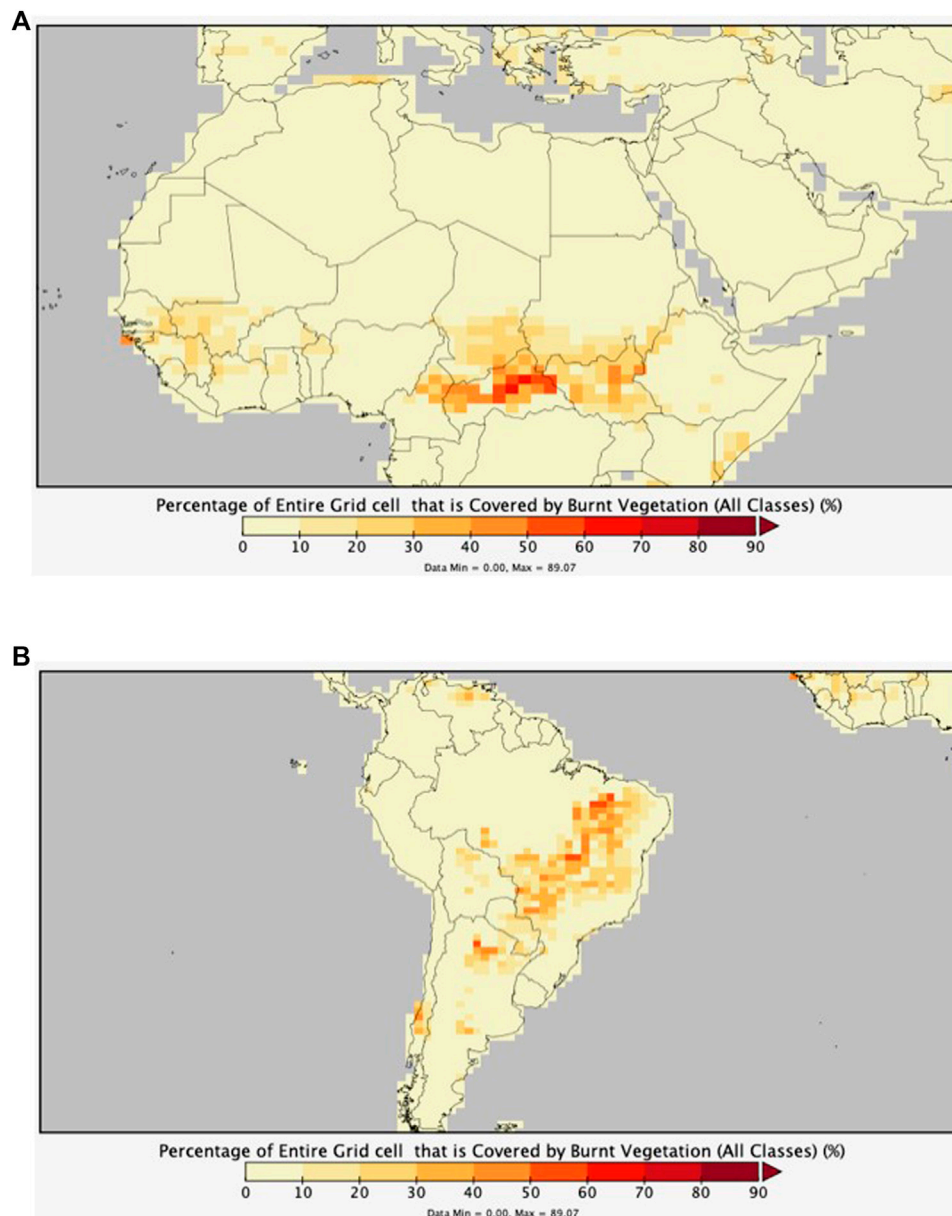 A
Percentage of Entire Grid cell  that is Covered by Burnt Vegetation (All Classes) (%)
0 10 20 30 40 50 60 70 80 90
Data Min = 0.00, Max = 89.07
B
Percentage of Entire Grid cell  that is Covered by Burnt Vegetation (All Classes) (%)
0 10 20 30 40 50 60 70 80 90
Data Min = 0.00, Max = 89.07